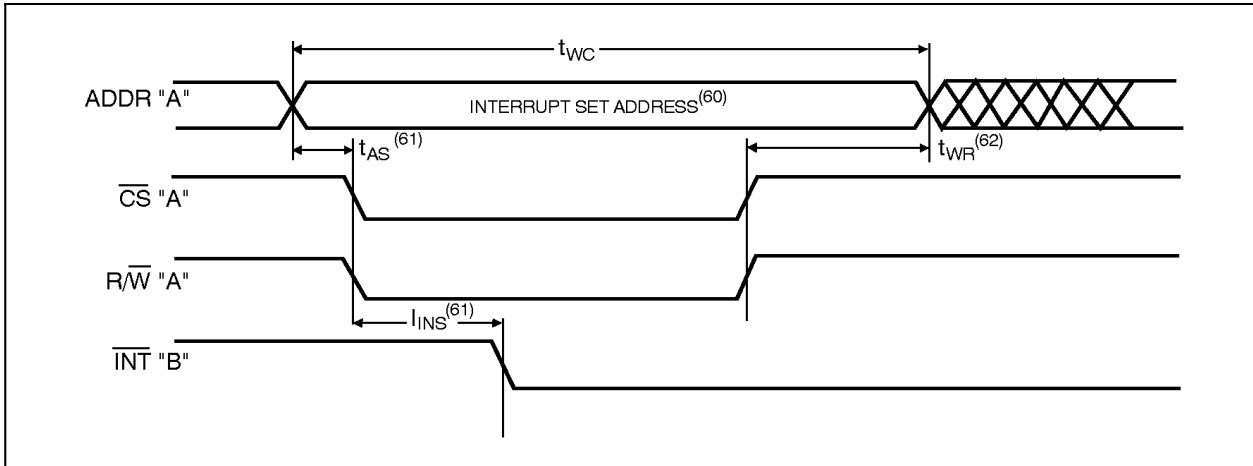 tWC
ADDR "A"
INTERRUPT SET ADDRESS(60)
tAS(61)
tWR(62)
CS "A"
R/W "A"
IINS(61)
INT "B"